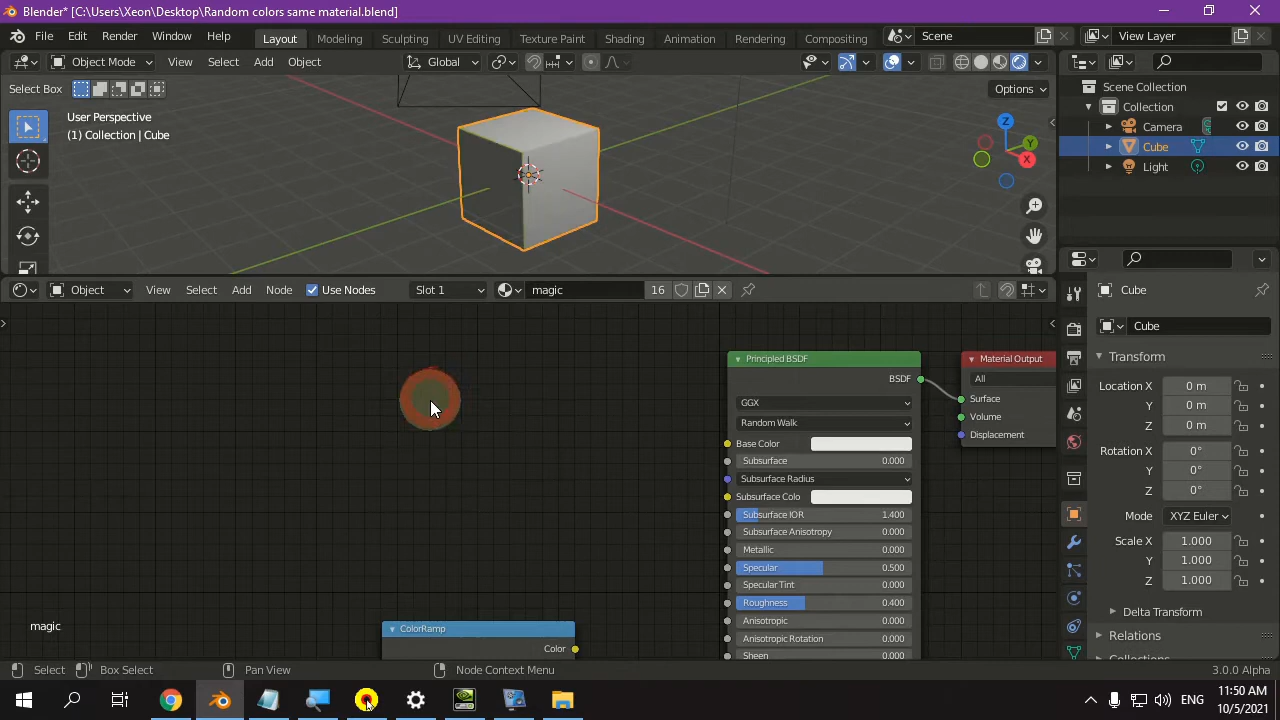 Blender* [C:\Users\Xeon\Desktop\Random colors same material.blend]
File Edit Render Window Help Layout Modeling Sculpting UV Editing Texture Paint Shading Animation Rendering Compositing Scene View Layer
Object Mode View Select Add Object Global
Select Box Options
User Perspective
(1) Collection | Cube
Z
Y
X
Scene Collection
Collection
Camera
Cube
Light
Object View Select Add Node Use Nodes Slot 1 magic 16
Principled BSDF
BSDF
GGX
Random Walk
Base Color
Subsurface 0.000
Subsurface Radius
Subsurface Colo
Subsurface IOR 1.400
Subsurface Anisotropy 0.000
Metallic 0.000
Specular 0.500
Specular Tint 0.000
Roughness 0.400
Anisotropic 0.000
Anisotropic Rotation 0.000
Sheen 0.000
Material Output
All
Surface
Volume
Displacement
ColorRamp
Color
magic
Cube
Cube
Transform
Location X 0 m
Y 0 m
Z 0 m
Rotation X 0°
Y 0°
Z 0°
Mode XYZ Euler
Scale X 1.000
Y 1.000
Z 1.000
Delta Transform
Relations
Collections
Select Box Select Pan View Node Context Menu 3.0.0 Alpha
ENG
11:50 AM
10/5/2021